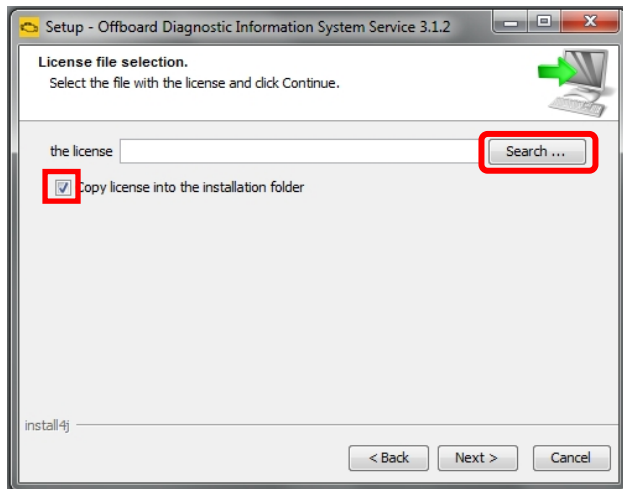 Setup - Offboard Diagnostic Information System Service 3.1.2
License file selection.
Select the file with the license and click Continue.
the license
Search ...
Copy license into the installation folder
install4j
< Back
Next >
Cancel